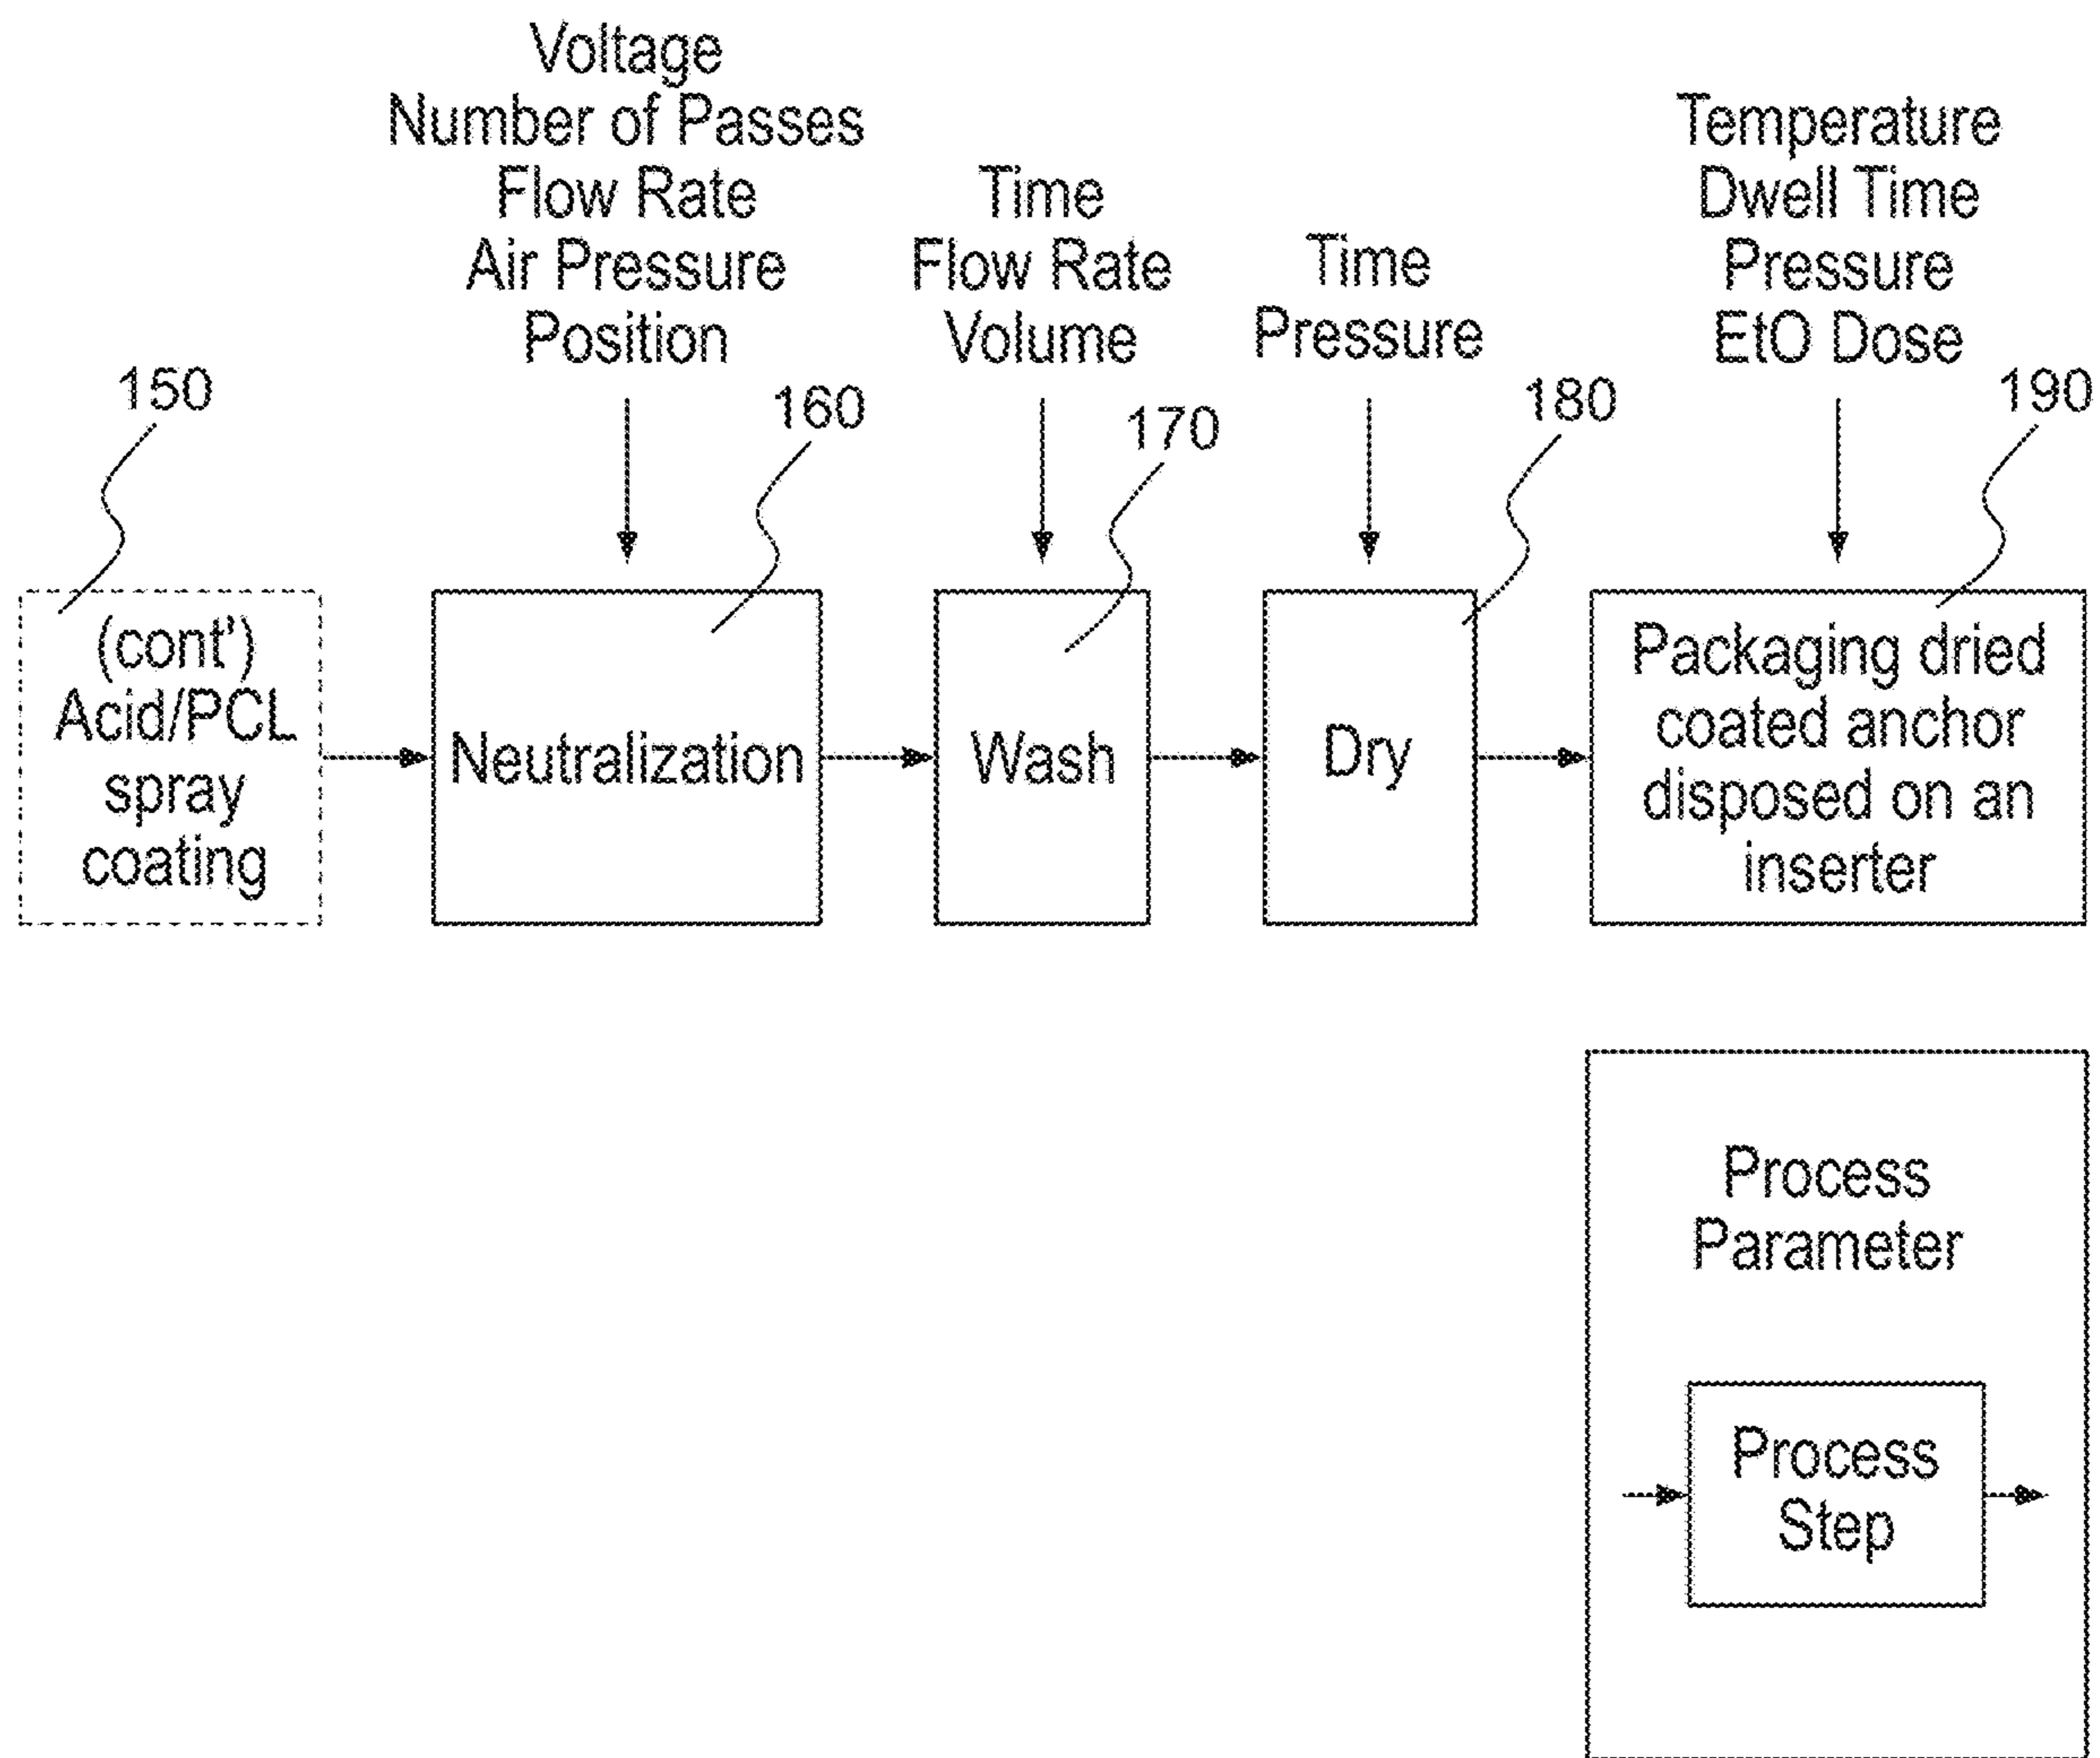 Voltage
Number of Passes
Flow Rate
Air Pressure
Position
Time
Flow Rate
Volume
Time
Pressure
Temperature
Dwell Time
Pressure
EtO Dose
150
160
170
180
190
(cont')
Acid/PCL
spray
coating
Neutralization
Wash
Dry
Packaging dried
coated anchor
disposed on an
inserter
Process
Parameter
Process
Step